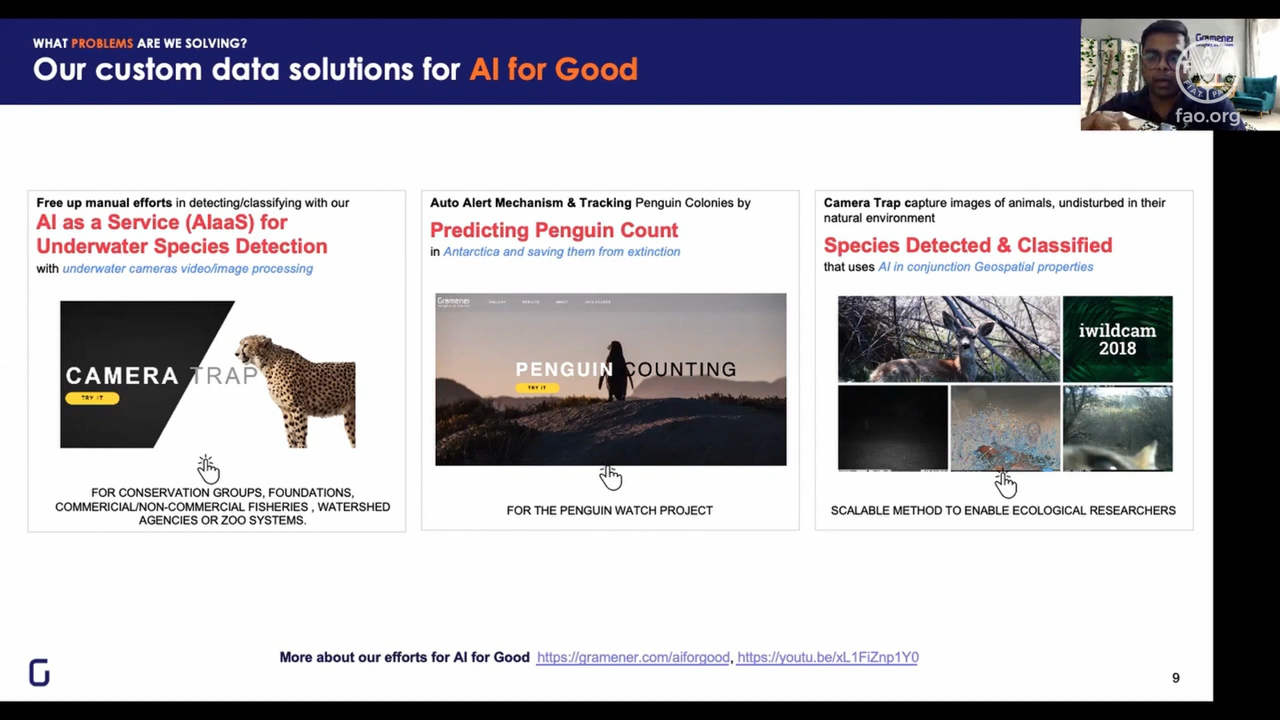 WHAT PROBLEMS ARE WE SOLVING?
Our custom data solutions for AI for Good
Gramener
fao.org
Free up manual efforts in detecting/classifying with our
AI as a Service (AIaaS) for
Underwater Species Detection
with underwater cameras video/image processing
CAMERA TRAP
TRY IT
FOR CONSERVATION GROUPS, FOUNDATIONS,
COMMERICIAL/NON-COMMERCIAL FISHERIES , WATERSHED
AGENCIES OR ZOO SYSTEMS.
Auto Alert Mechanism & Tracking Penguin Colonies by
Predicting Penguin Count
in Antarctica and saving them from extinction
Gramener
PENGUIN COUNTING
TRY IT
FOR THE PENGUIN WATCH PROJECT
Camera Trap capture images of animals, undisturbed in their
natural environment
Species Detected & Classified
that uses AI in conjunction Geospatial properties
iwildcam
2018
SCALABLE METHOD TO ENABLE ECOLOGICAL RESEARCHERS
More about our efforts for AI for Good https://gramener.com/aiforgood, https://youtu.be/xL1FiZnp1Y0
9